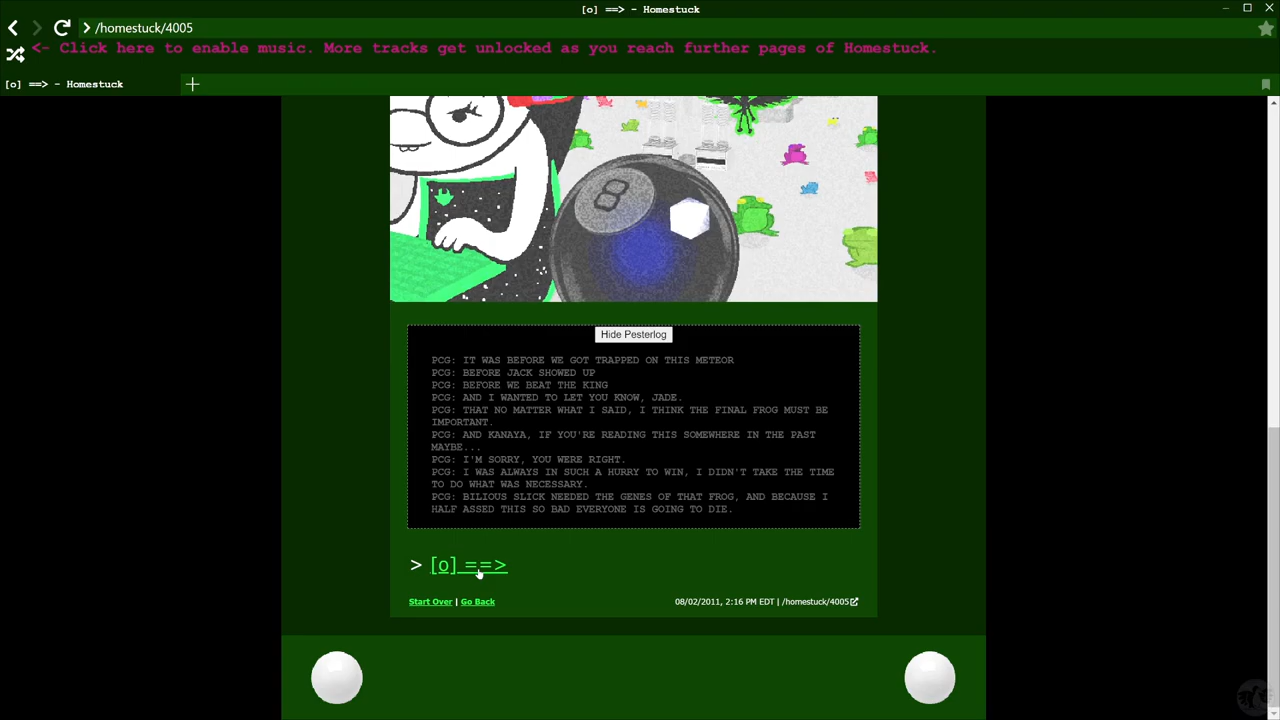 [o] ==> - Homestuck
/homestuck/4005
<- Click here to enable music. More tracks get unlocked as you reach further pages of Homestuck.
[o] ==> - Homestuck
8
Hide Pesterlog
PCG: IT WAS BEFORE WE GOT TRAPPED ON THIS METEOR
PCG: BEFORE JACK SHOWED UP
PCG: BEFORE WE BEAT THE KING
PCG: AND I WANTED TO LET YOU KNOW, JADE.
PCG: THAT NO MATTER WHAT I SAID, I THINK THE FINAL FROG MUST BE
IMPORTANT.
PCG: AND KANAYA, IF YOU'RE READING THIS SOMEWHERE IN THE PAST
MAYBE...
PCG: I'M SORRY, YOU WERE RIGHT.
PCG: I WAS ALWAYS IN SUCH A HURRY TO WIN, I DIDN'T TAKE THE TIME
TO DO WHAT WAS NECESSARY.
PCG: BILIOUS SLICK NEEDED THE GENES OF THAT FROG, AND BECAUSE I
HALF ASSED THIS SO BAD EVERYONE IS GOING TO DIE.
> [o] ==>
Start Over | Go Back
08/02/2011, 2:16 PM EDT | /homestuck/4005